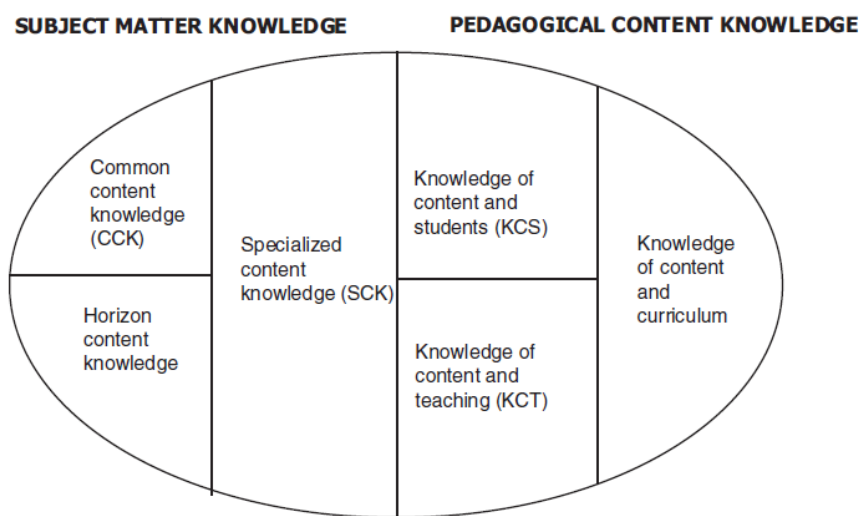 SUBJECT MATTER KNOWLEDGE
PEDAGOGICAL CONTENT KNOWLEDGE
Common
content
knowledge
(CCK)
Horizon
content
knowledge
Specialized
content
knowledge (SCK)
Knowledge of
content and
students (KCS)
Knowledge of
content and
teaching (KCT)
Knowledge
of content
and
curriculum